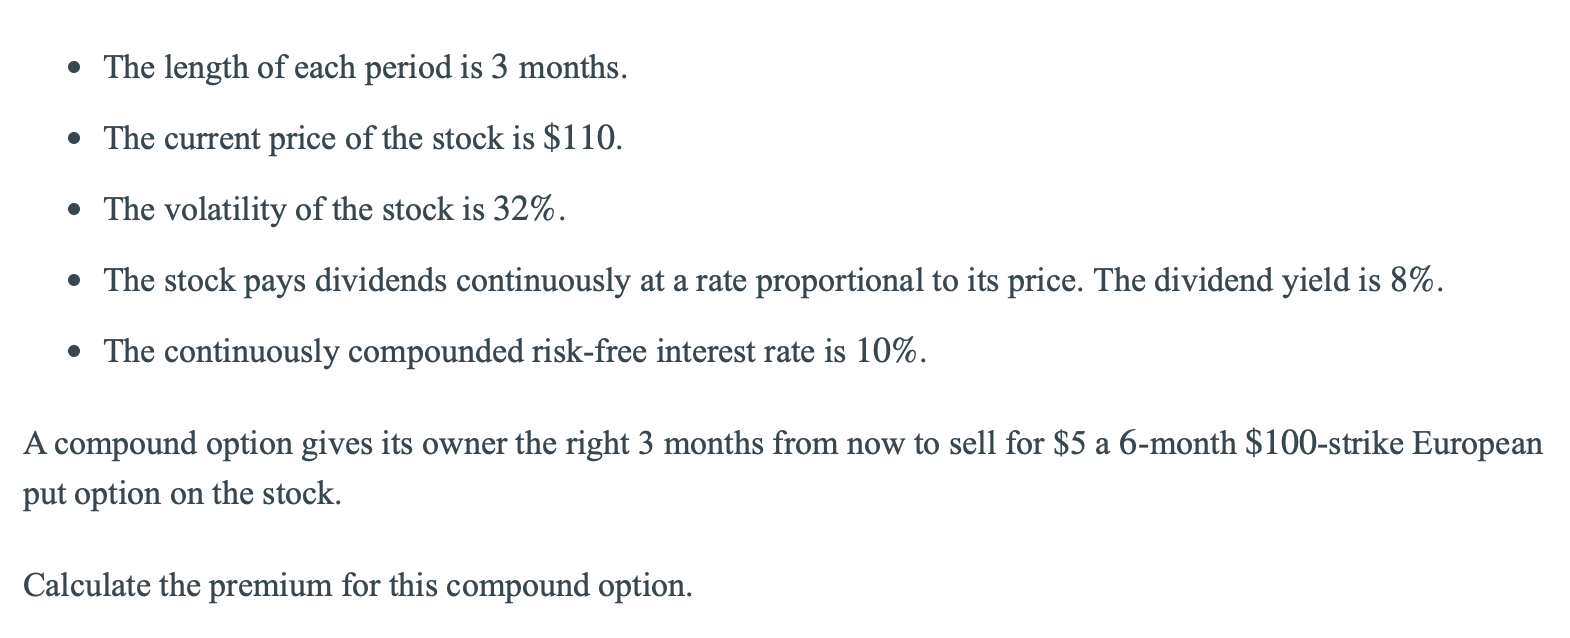 • The length of each period is 3 months.
• The current price of the stock is $110.
• The volatility of the stock is 32%.
• The stock pays dividends continuously at a rate proportional to its price. The dividend yield is 8%.
• The continuously compounded risk-free interest rate is 10%.
A compound option gives its owner the right 3 months from now to sell for $5 a 6-month $100-strike European
put option on the stock.
Calculate the premium for this compound option.